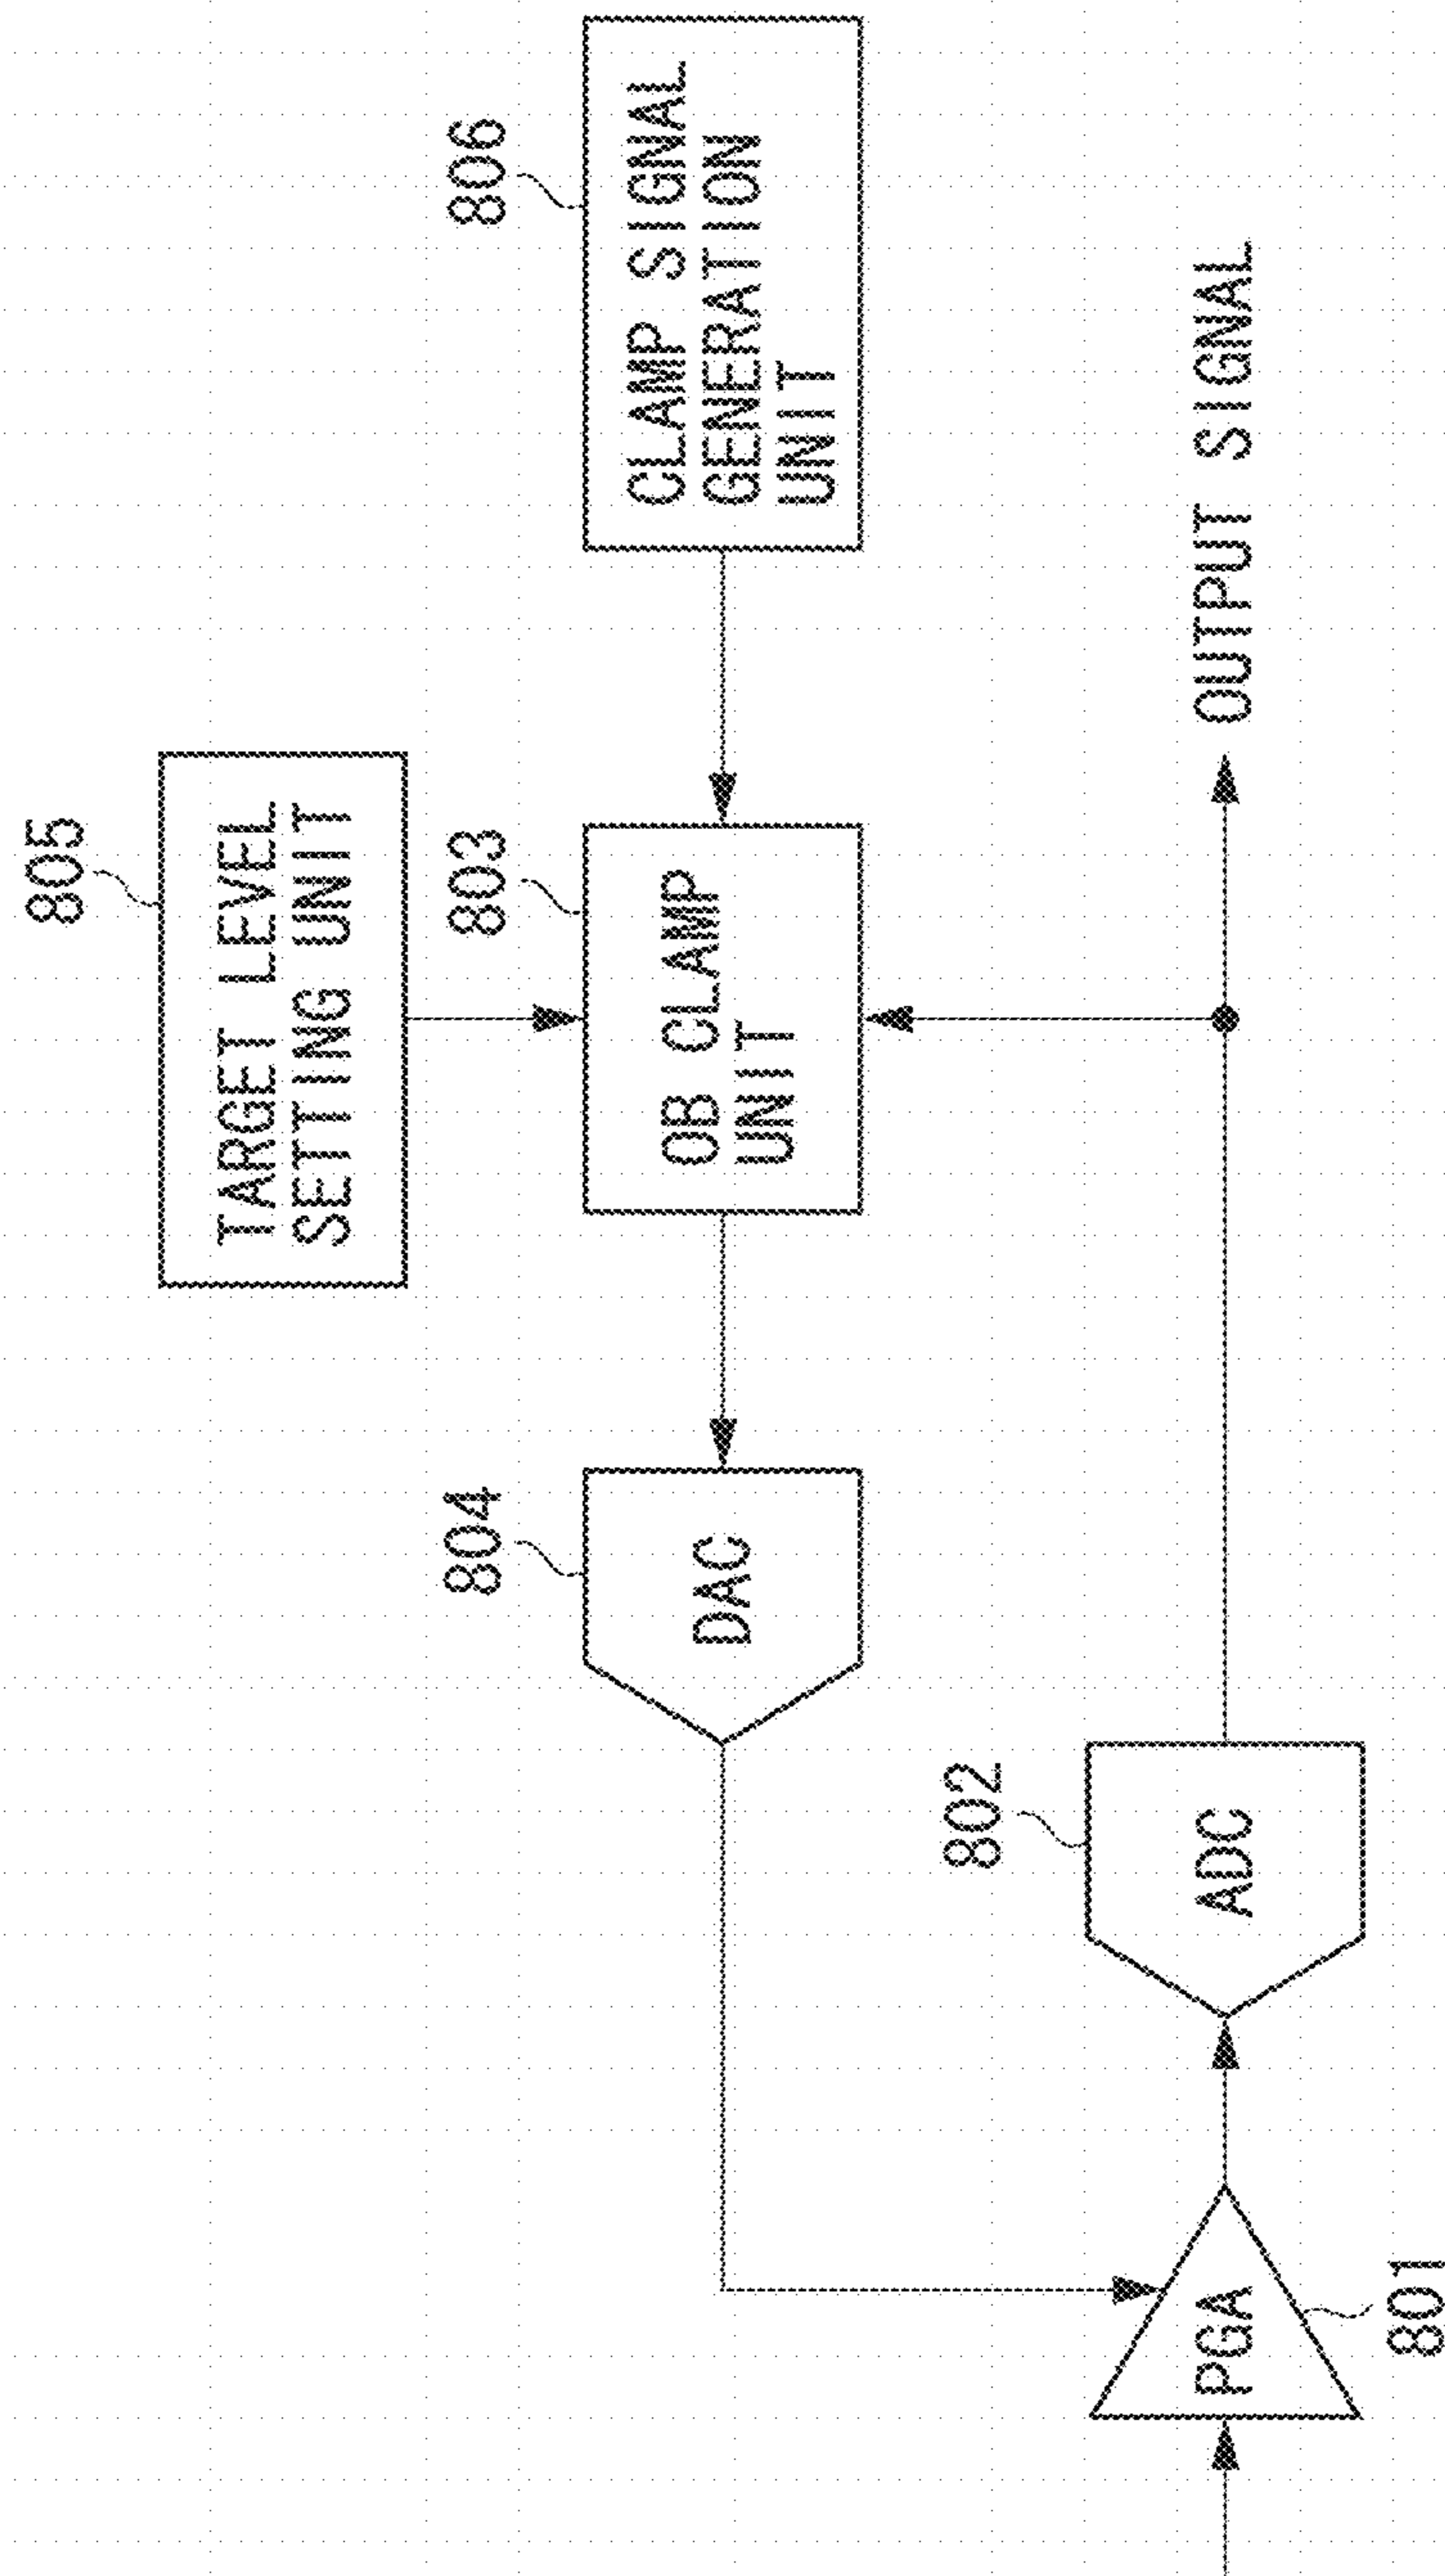 805
TARGET LEVEL
SETTING UNIT
804
803
806
DAC
OB CLAMP
UNIT
CLAMP SIGNAL
GENERATION
UNIT
802
PGA
ADC
OUTPUT SIGNAL
801